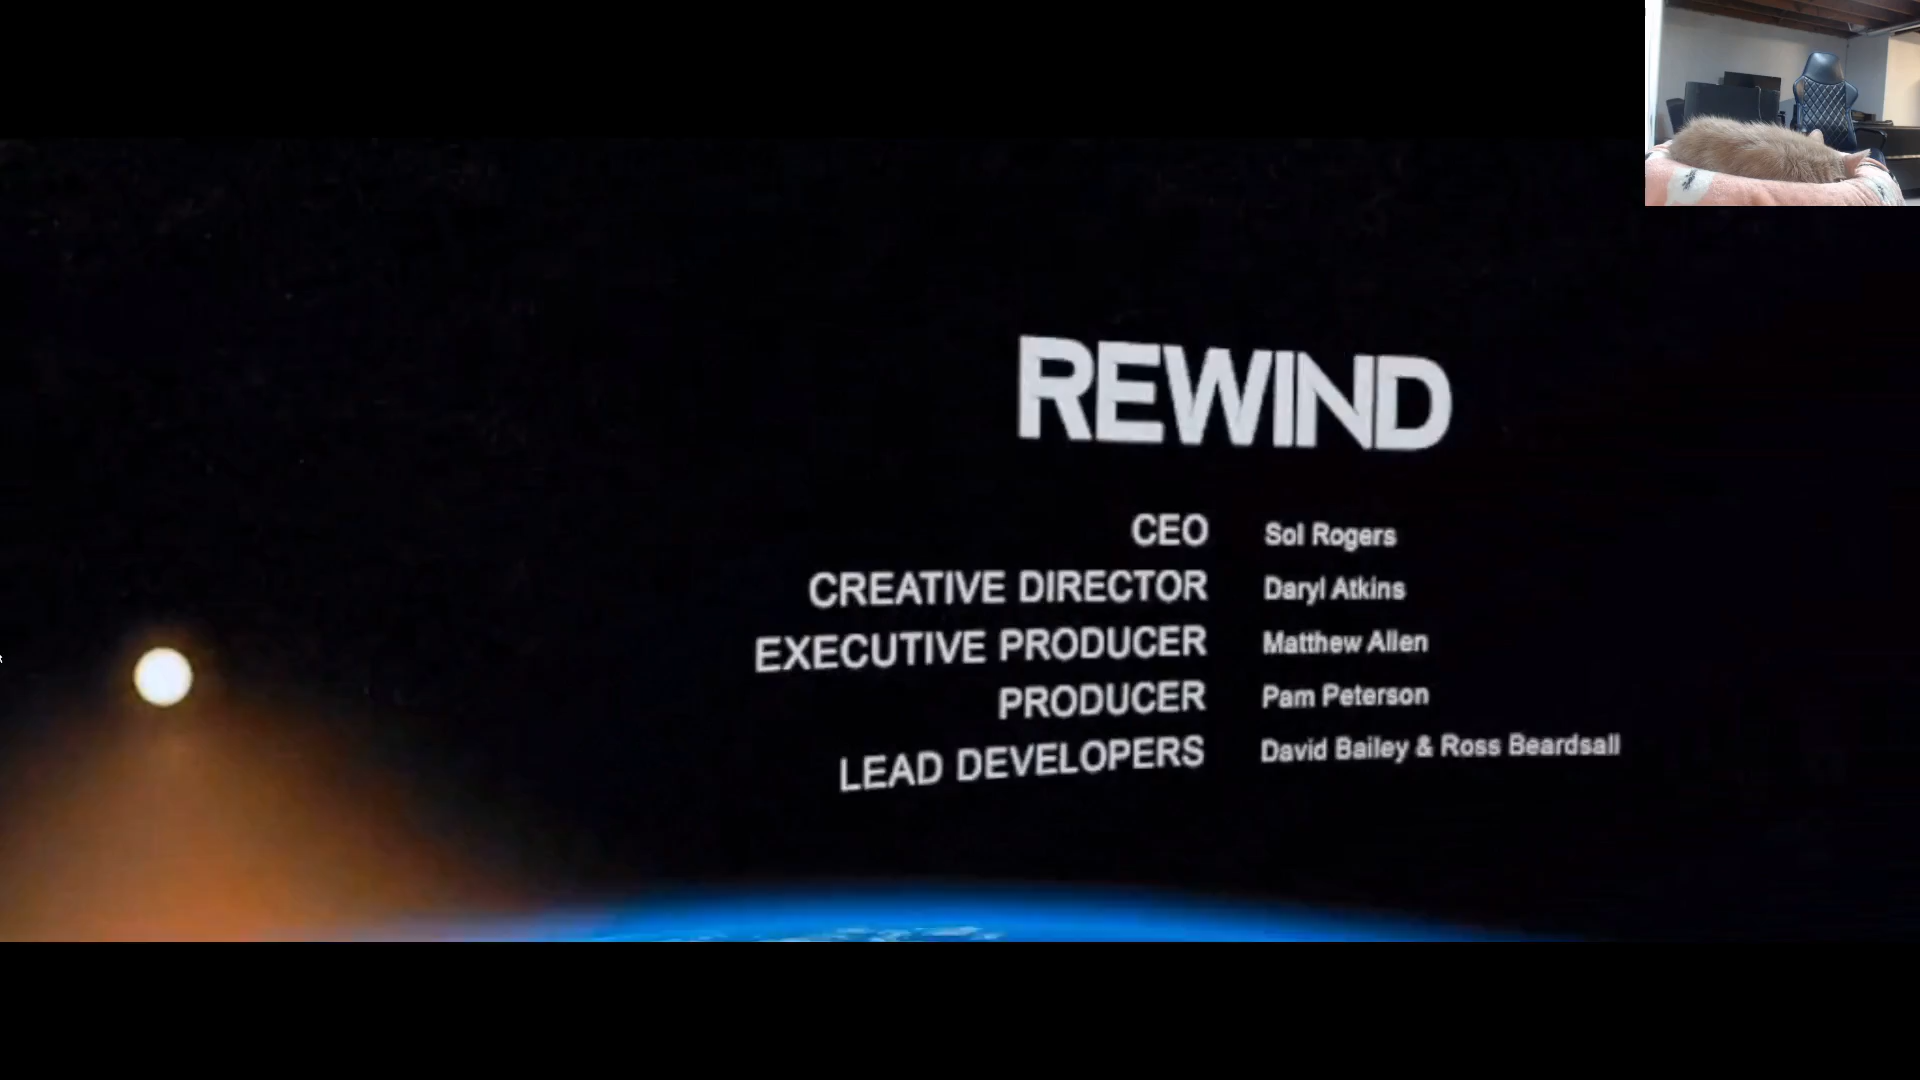 REWIND
CEO Sol Rogers
CREATIVE DIRECTOR Daryl Atkins
EXECUTIVE PRODUCER Matthew Allen
PRODUCER Pam Peterson
LEAD DEVELOPERS David Bailey & Ross Beardsall